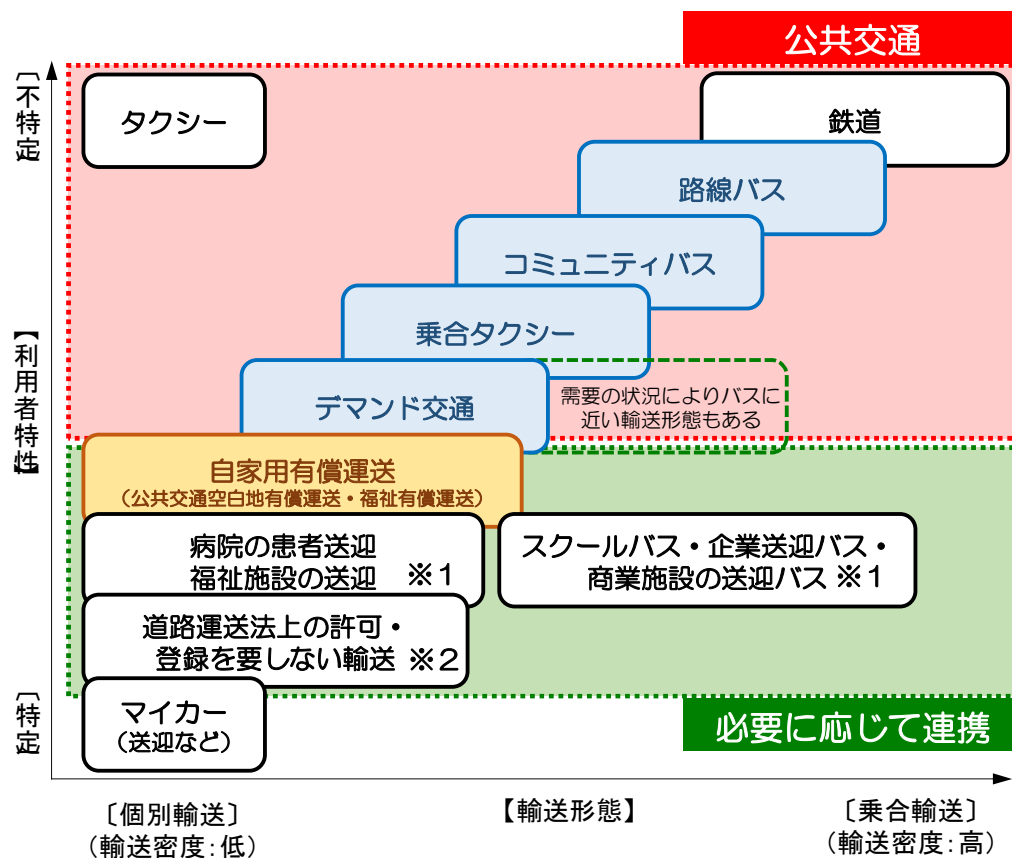 公共交通
〔不特定〕
タクシー
鉄道
路線バス
コミュニティバス
乗合タクシー
【利用者特性】
デマンド交通
需要の状況によりバスに
近い輸送形態もある
自家用有償運送
(公共交通空白地有償運送・福祉有償運送)
病院の患者送迎
福祉施設の送迎 ※1
スクールバス・企業送迎バス・
商業施設の送迎バス※1
道路運送法上の許可・
登録を要しない輸送 ※2
〔特定〕
マイカー
(送迎など)
必要に応じて連携
〔個別輸送〕
(輸送密度:低)
【輸送形態】
〔乗合輸送〕
(輸送密度:高)